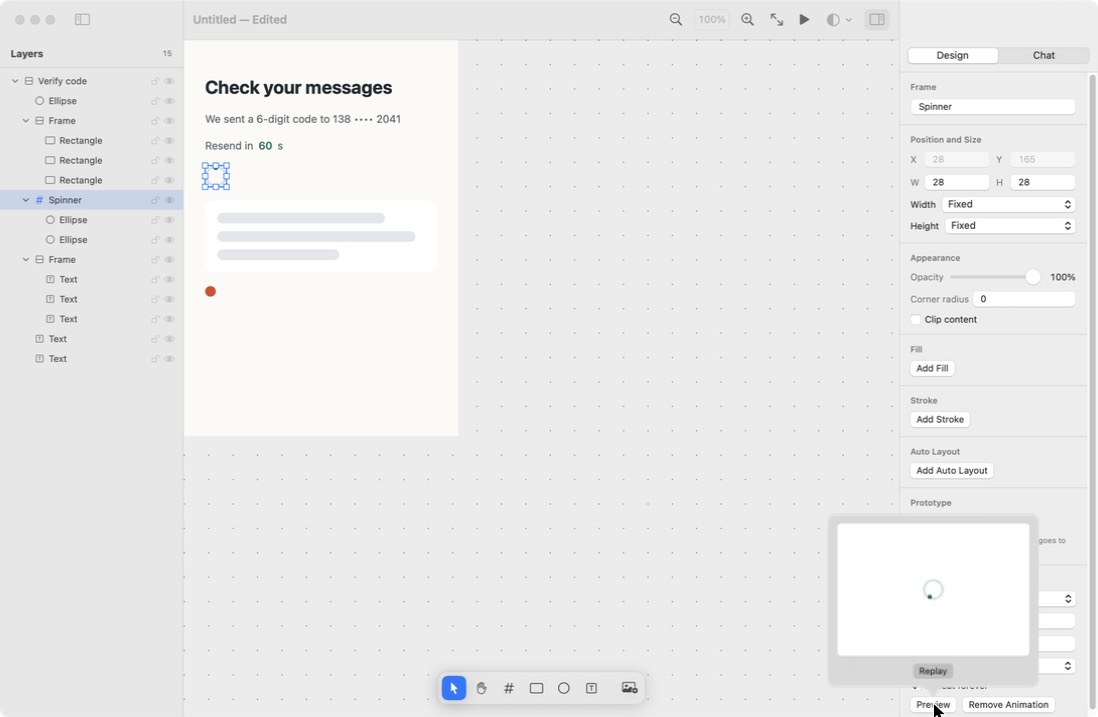 Untitled — Edited
100%
Layers
15
Design
Chat
Verify code
Ellipse
Frame
Rectangle
Rectangle
Rectangle
Spinner
Ellipse
Ellipse
Frame
Text
Text
Text
Text
Text
Check your messages
We sent a 6-digit code to 138 •••• 2041
Resend in 60 s
Frame
Spinner
Position and Size
X 28 Y 165
W 28 H 28
Width Fixed
Height Fixed
Appearance
Opacity 100%
Corner radius 0
Clip content
Fill
Add Fill
Stroke
Add Stroke
Auto Layout
Add Auto Layout
Prototype
goes to
Replay
forever
Preview Remove Animation